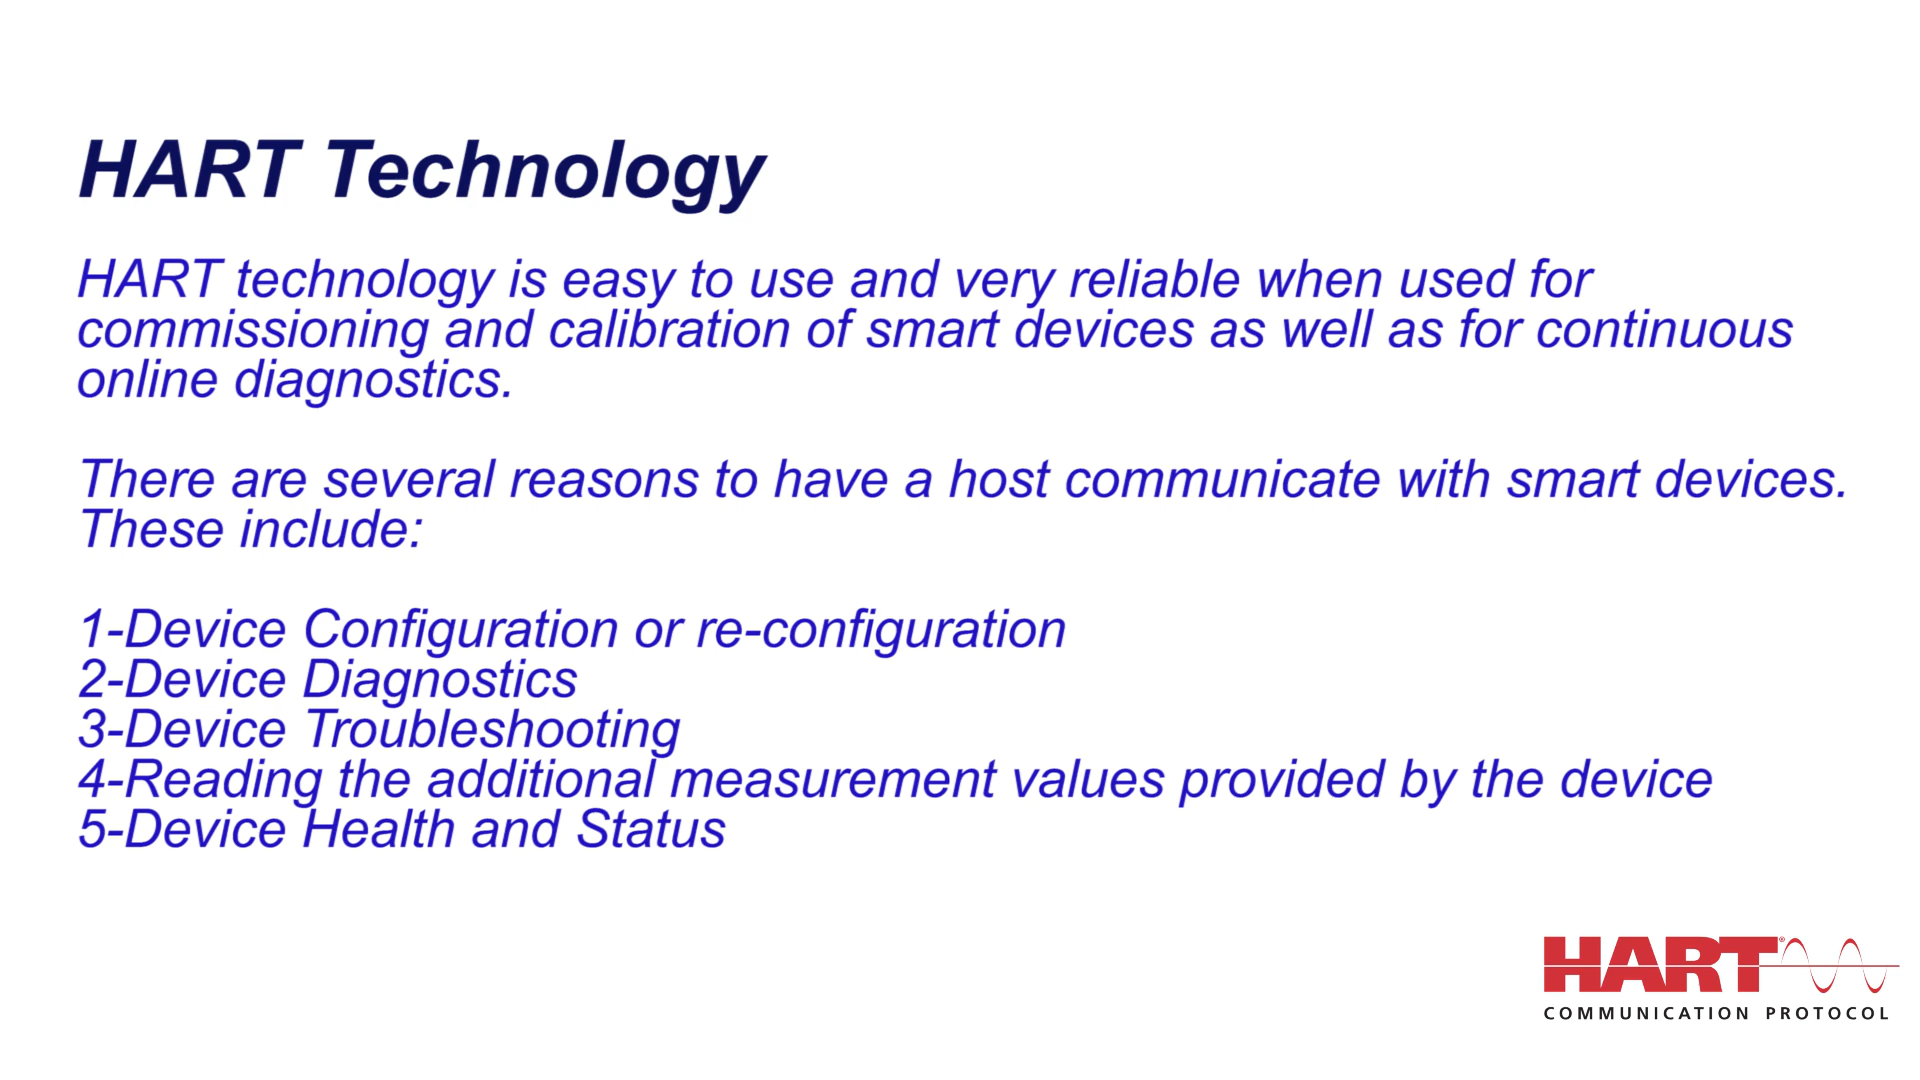 HART Technology
HART technology is easy to use and very reliable when used for
commissioning and calibration of smart devices as well as for continuous
online diagnostics.
There are several reasons to have a host communicate with smart devices.
These include:
1-Device Configuration or re-configuration
2-Device Diagnostics
3-Device Troubleshooting
4-Reading the additional measurement values provided by the device
5-Device Health and Status
HART®
COMMUNICATION PROTOCOL